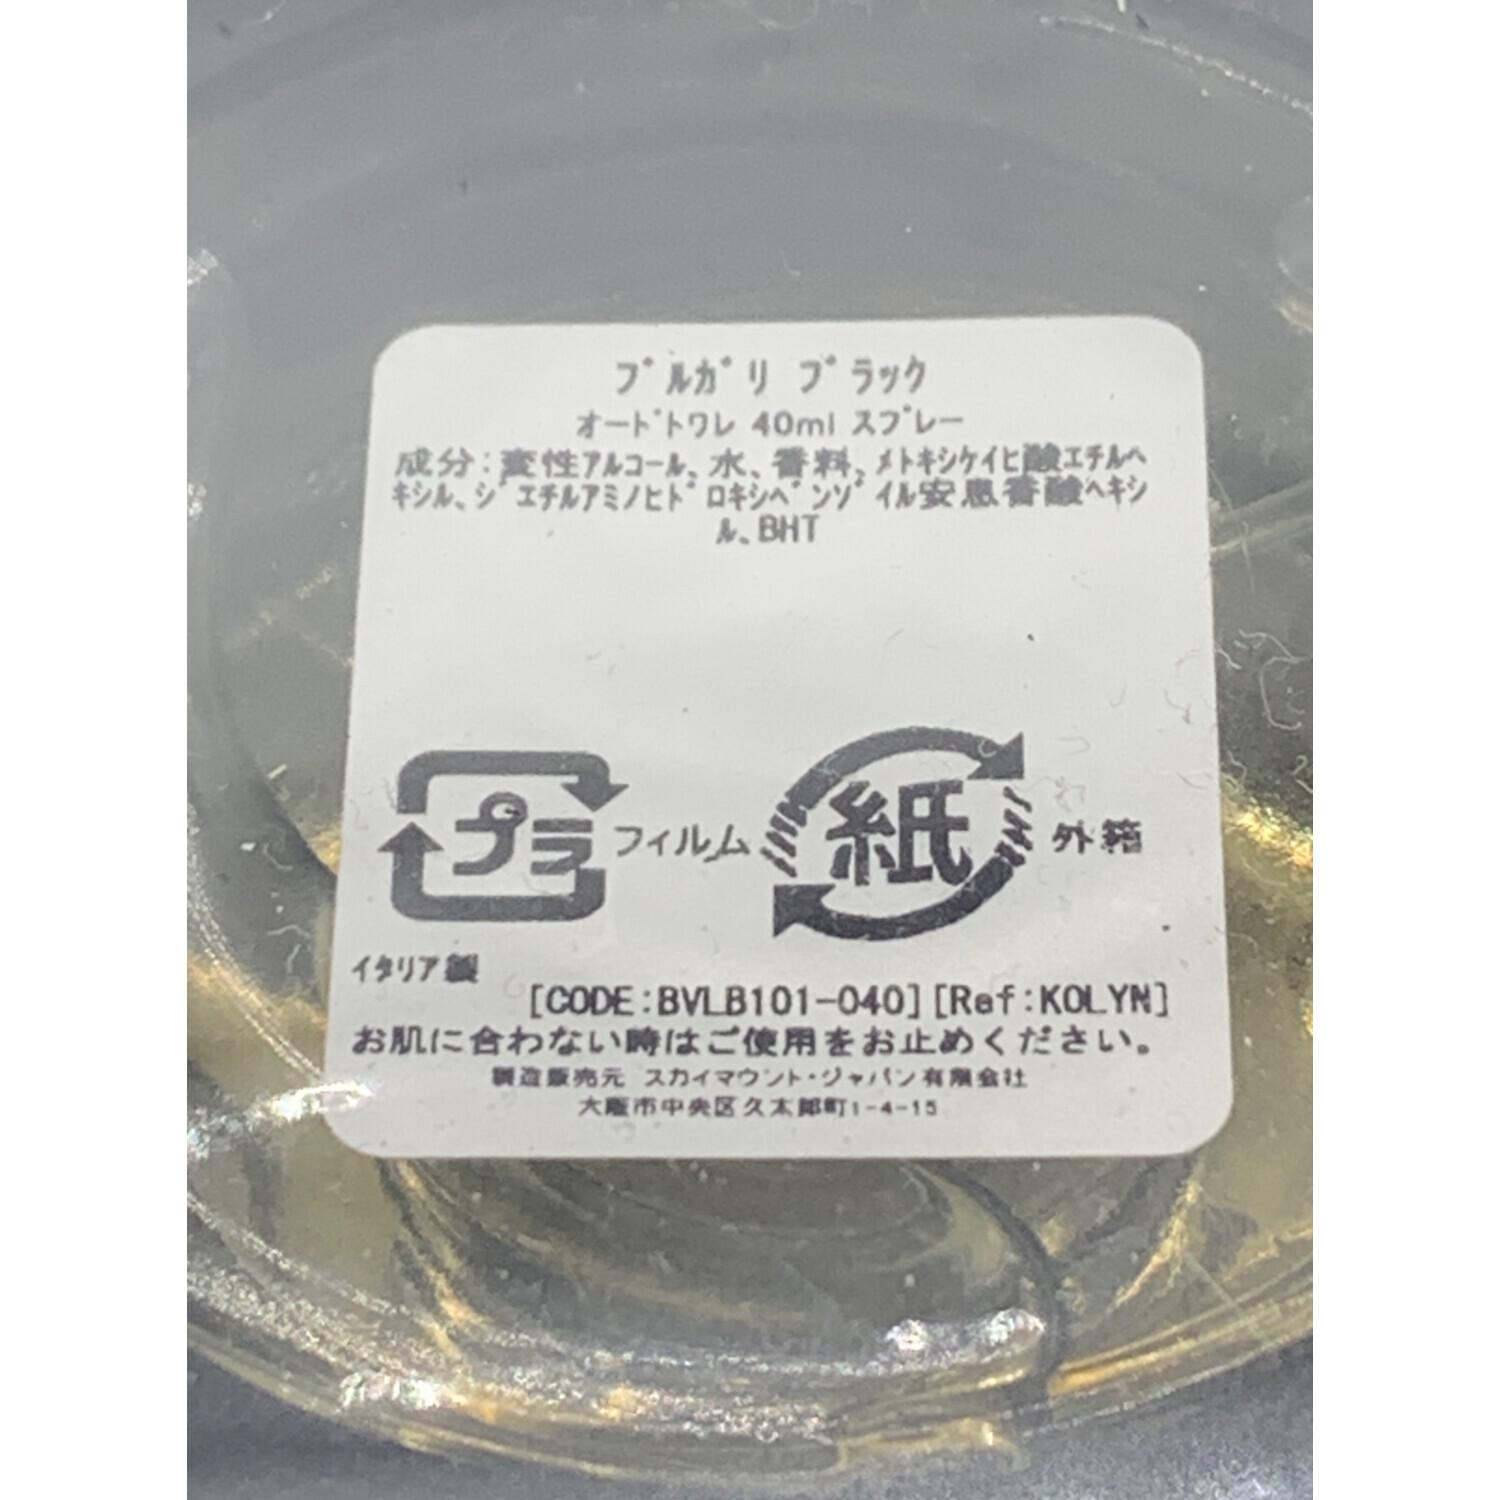 ブルガリ ブラック
オードトワレ 40ml スプレー
成分:変性アルコール、水、香料、メトキシケイヒ酸エチルヘ
キシル、ジエチルアミノヒドロキシベンゾイル安息香酸ヘキシ
ル、BHT
プラ フィルム 紙 外箱
イタリア製
[CODE:BVLB101-040][Ref:KOLYN]
お肌に合わない時はご使用をお止めください。
製造販売元 スカイマウント・ジャパン有限会社
大阪市中央区久太郎町1-4-15